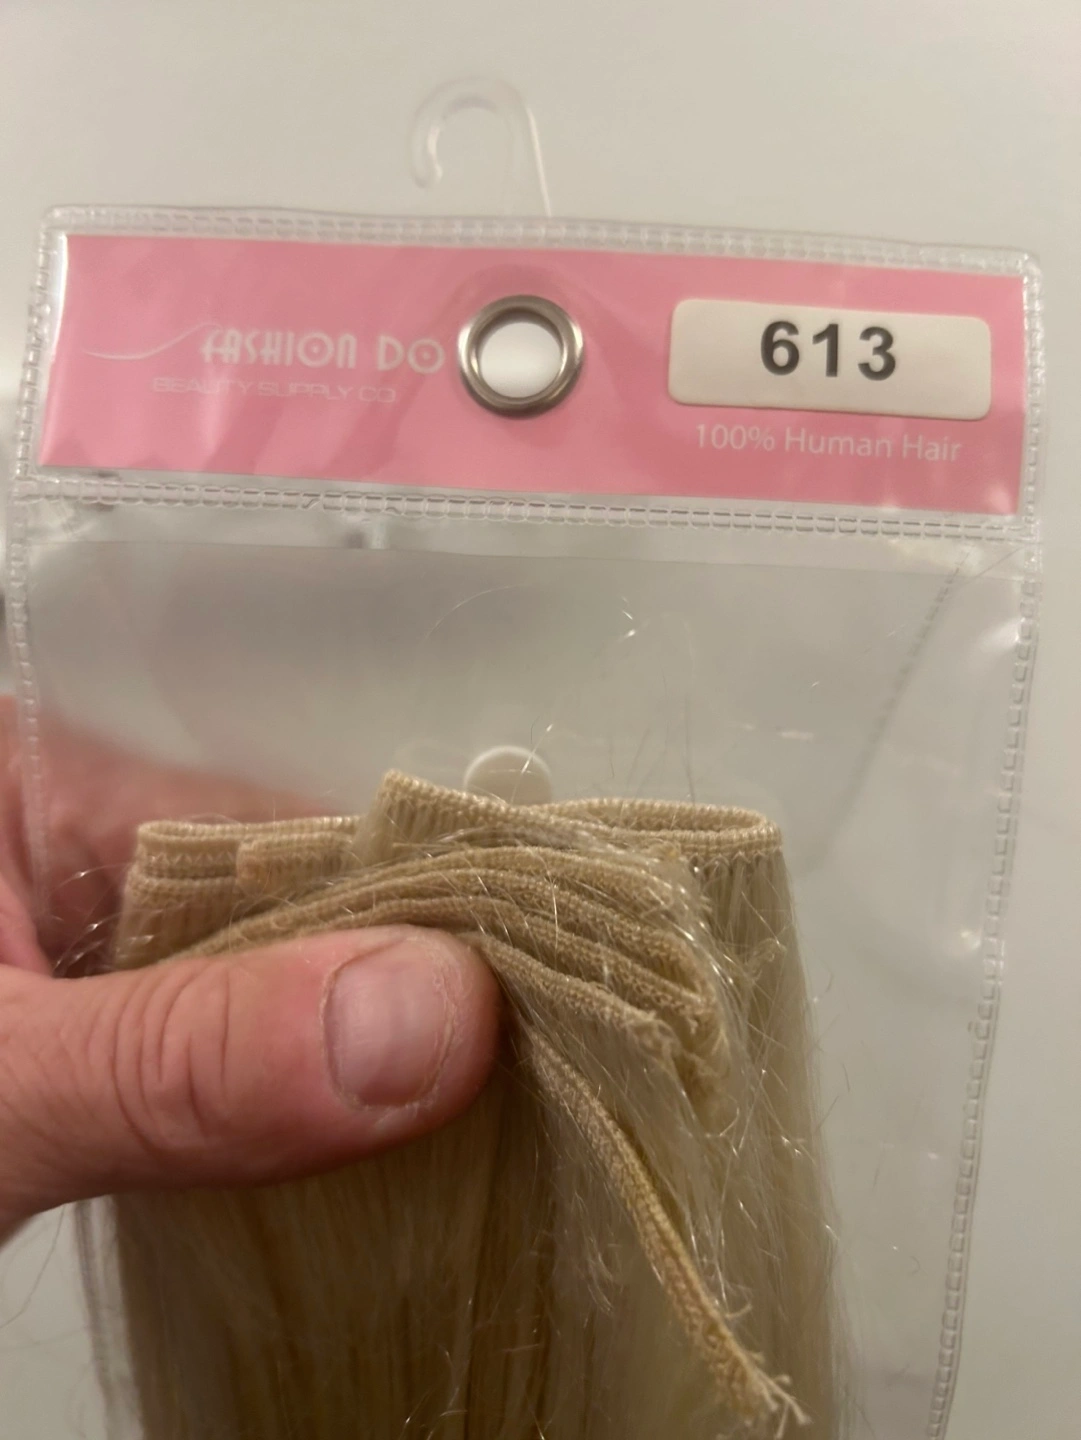 FASHION DO
BEAUTY SUPPLY CO
613
100% Human Hair